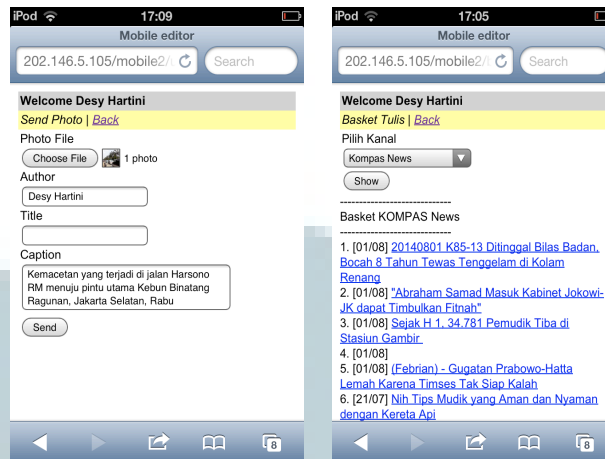 iPod 17:09
Mobile editor
202.146.5.105/mobile2/
Search
Welcome Desy Hartini
Send Photo | Back
Photo File
Choose File 1 photo
Author
Desy Hartini
Title
Caption
Kemacetan yang terjadi di jalan Harsono
RM menuju pintu utama Kebun Binatang
Ragunan, Jakarta Selatan, Rabu
Send
8
iPod 17:05
Mobile editor
202.146.5.105/mobile2/
Search
Welcome Desy Hartini
Basket Tulis | Back
Pilih Kanal
Kompas News
Show
----------------------------
Basket KOMPAS News
----------------------------
1. [01/08] 20140801 K85-13 Ditinggal Bilas Badan,
Bocah 8 Tahun Tewas Tenggelam di Kolam
Renang
2. [01/08] "Abraham Samad Masuk Kabinet Jokowi-
JK dapat Timbulkan Fitnah"
3. [01/08] Sejak H 1, 34.781 Pemudik Tiba di
Stasiun Gambir
4. [01/08]
5. [01/08] (Febrian) - Gugatan Prabowo-Hatta
Lemah Karena Timses Tak Siap Kalah
6. [21/07] Nih Tips Mudik yang Aman dan Nyaman
dengan Kereta Api
8